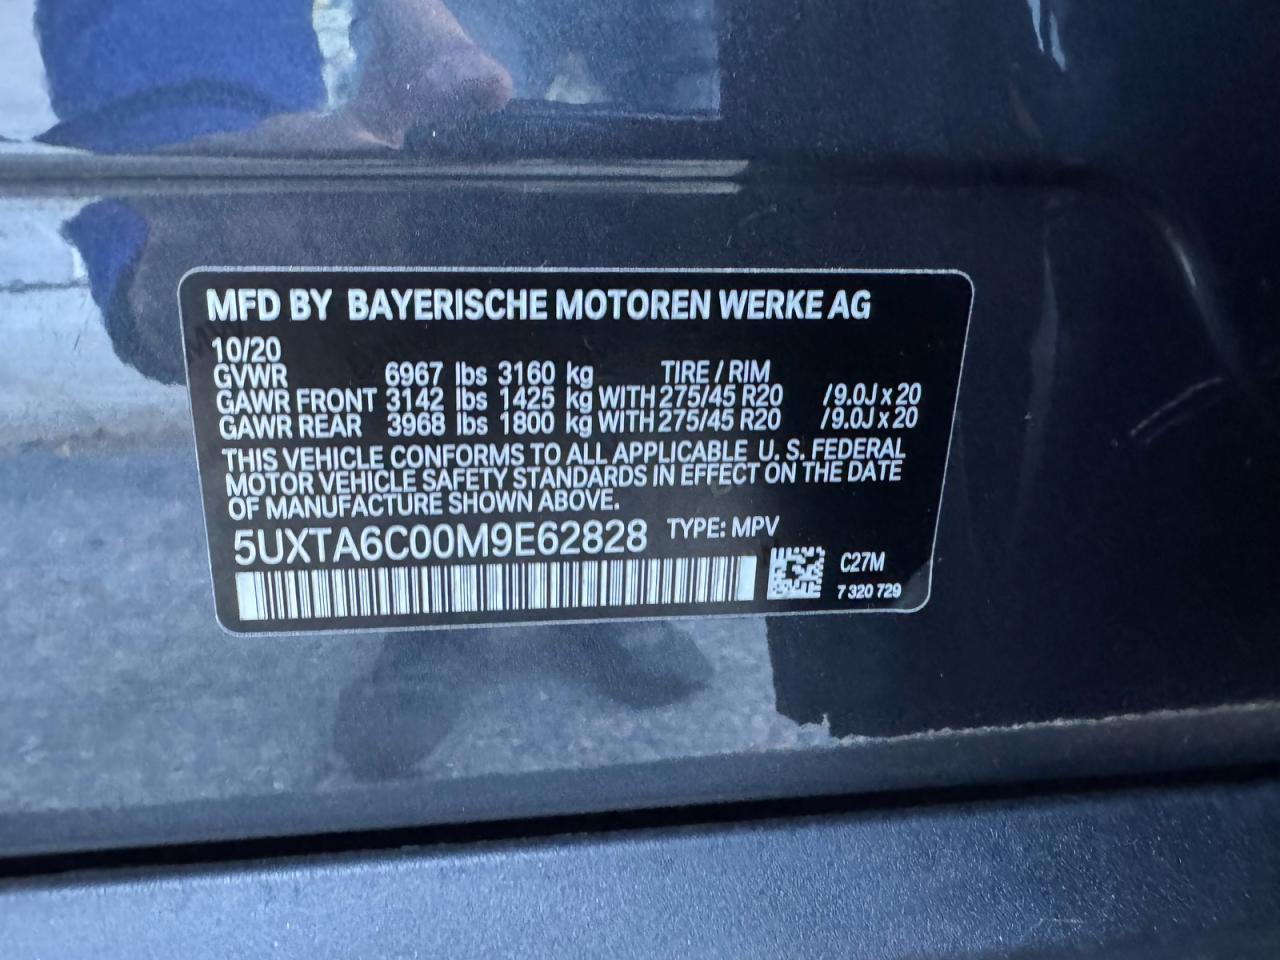 MFD BY BAYERISCHE MOTOREN WERKE AG
10/20
GVWR 6967 lbs 3160 kg TIRE / RIM
GAWR FRONT 3142 lbs 1425 kg WITH 275/45 R20 / 9.0J x 20
GAWR REAR 3968 lbs 1800 kg WITH 275/45 R20 / 9.0J x 20
THIS VEHICLE CONFORMS TO ALL APPLICABLE U. S. FEDERAL
MOTOR VEHICLE SAFETY STANDARDS IN EFFECT ON THE DATE
OF MANUFACTURE SHOWN ABOVE.
5UXTA6C00M9E62828 TYPE: MPV
C27M
7 320 729